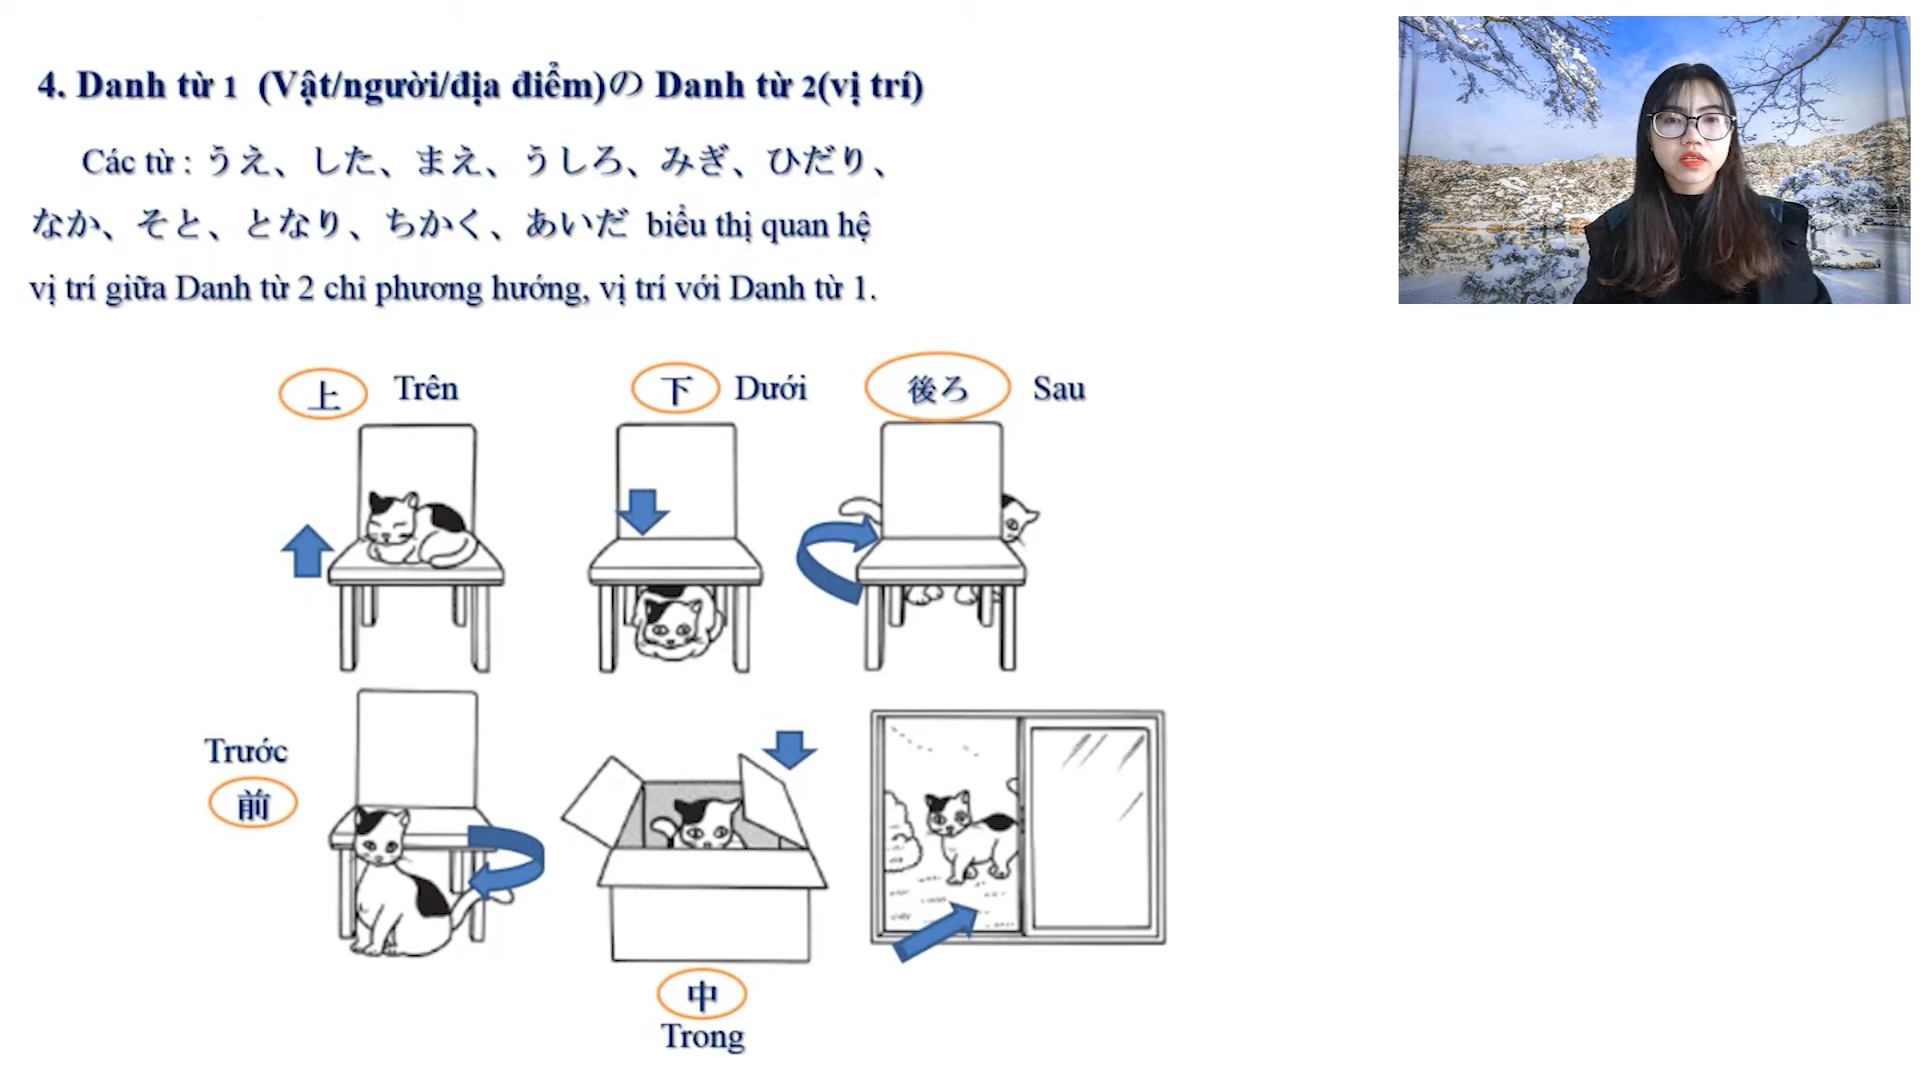 4. Danh từ 1 (Vật/người/địa điểm)の Danh từ 2(vị trí)
Các từ : うえ、した、まえ、うしろ、みぎ、ひだり、
なか、そと、となり、ちかく、あいだ biểu thị quan hệ
vị trí giữa Danh từ 2 chỉ phương hướng, vị trí với Danh từ 1.
上 Trên
下 Dưới
後ろ Sau
Trước
前
中
Trong